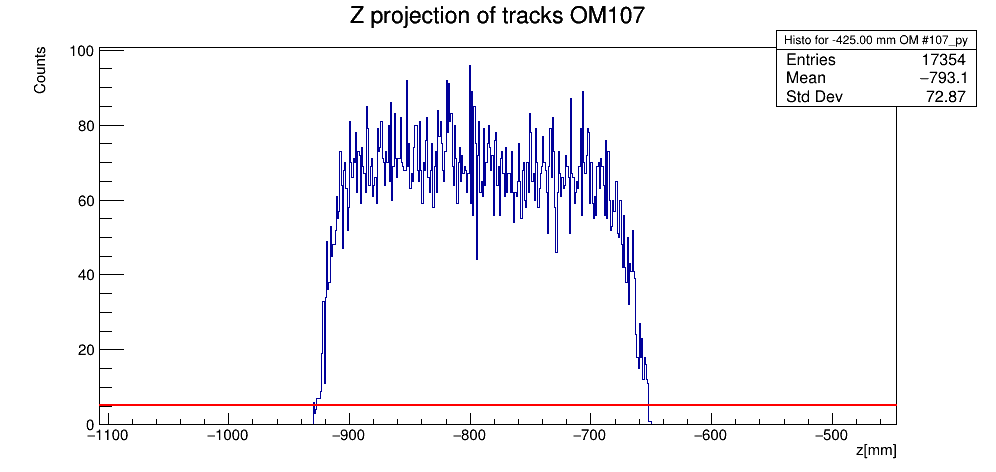 Z projection of tracks OM107
Histo for -425.00 mm OM #107_py
Entries 17354
Mean −793.1
Std Dev 72.87
Counts
100
80
60
40
20
0
−1100 −1000 −900 −800 −700 −600 −500
z[mm]